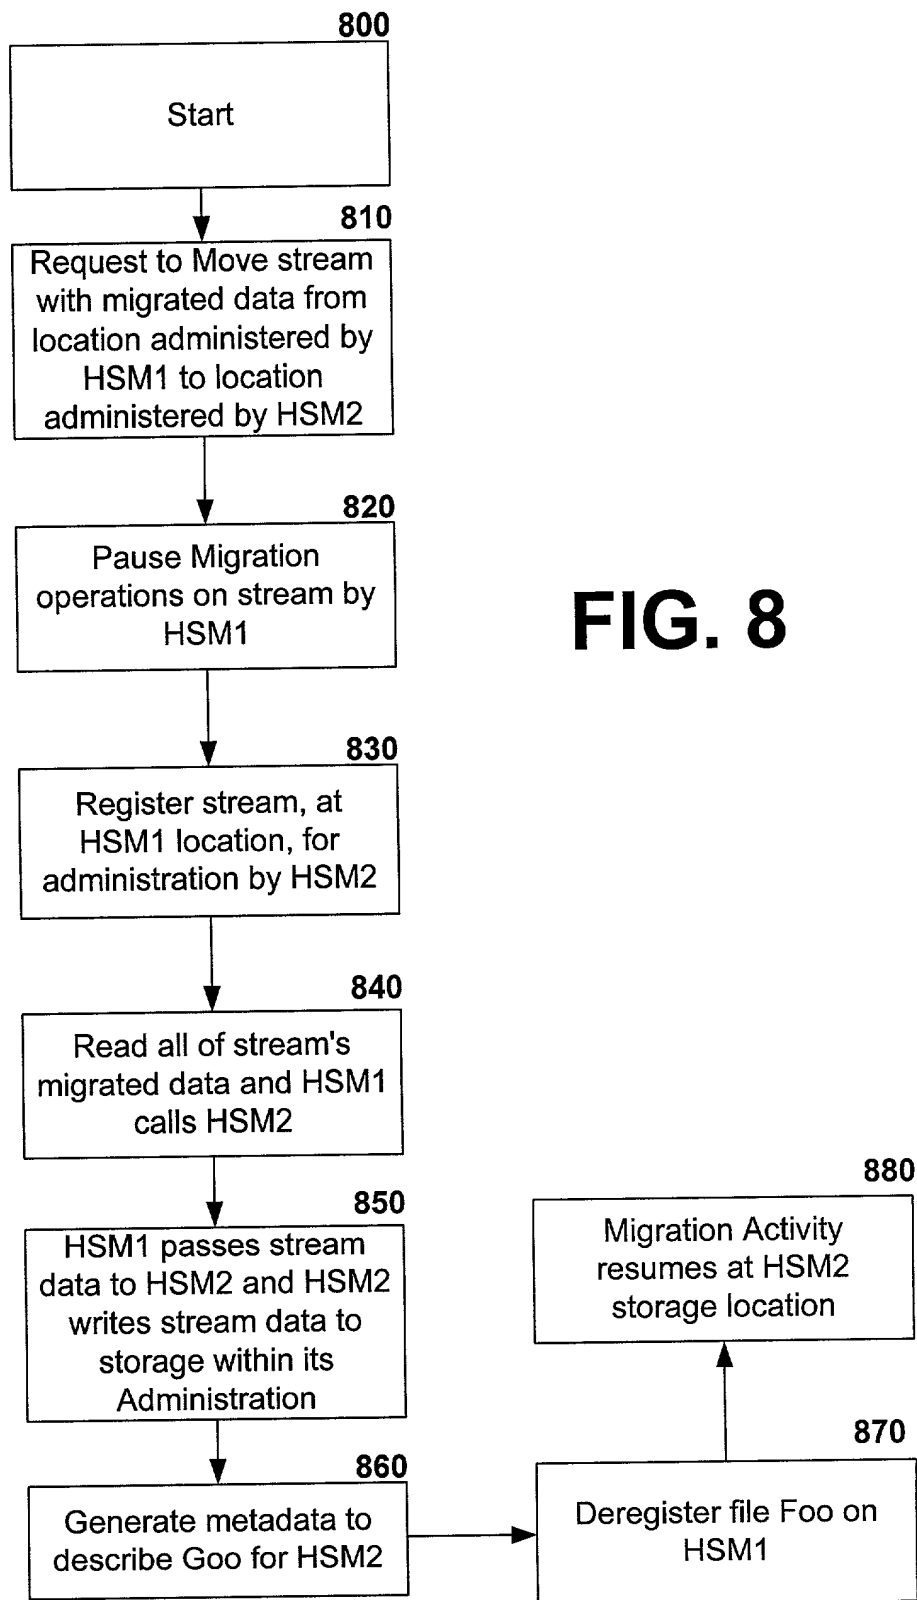 800
Start
810
Request to Move stream
with migrated data from
location administered by
HSM1 to location
administered by HSM2
820
Pause Migration
operations on stream by
HSM1
FIG. 8
830
Register stream, at
HSM1 location, for
administration by HSM2
840
Read all of stream's
migrated data and HSM1
calls HSM2
850
HSM1 passes stream
data to HSM2 and HSM2
writes stream data to
storage within its
Administration
860
Generate metadata to
describe Goo for HSM2
870
Deregister file Foo on
HSM1
880
Migration Activity
resumes at HSM2
storage location